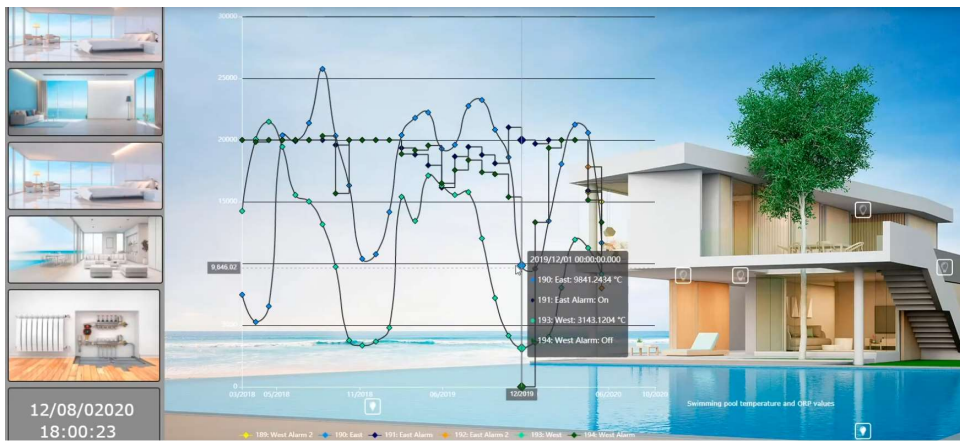 30000
25000
20000
15000
9,646.02
0
03/2018 05/2018 11/2018 06/2019 12/2019 06/2020 10/2020
2019/12/01 00:00:00.000
190: East: 9841.2434 °C
191: East Alarm: On
193: West: 3143.1204 °C
194: West Alarm: Off
Swimming pool temperature and ORP values
189: West Alarm 2 190: East 191: East Alarm 192: East Alarm 2 193: West 194: West Alarm
12/08/02020
18:00:23